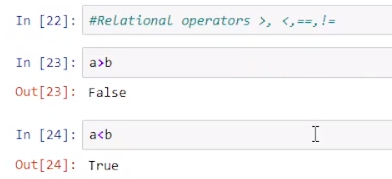 In [22]: #Relational operators >, <,==,!=
In [23]: a>b
Out[23]: False
In [24]: a<b
Out[24]: True